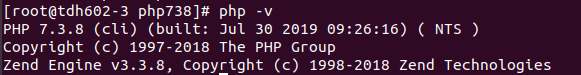 [root@tdh602-3 php738]# php -v
PHP 7.3.8 (cli) (built: Jul 30 2019 09:26:16) ( NTS )
Copyright (c) 1997-2018 The PHP Group
Zend Engine v3.3.8, Copyright (c) 1998-2018 Zend Technologies